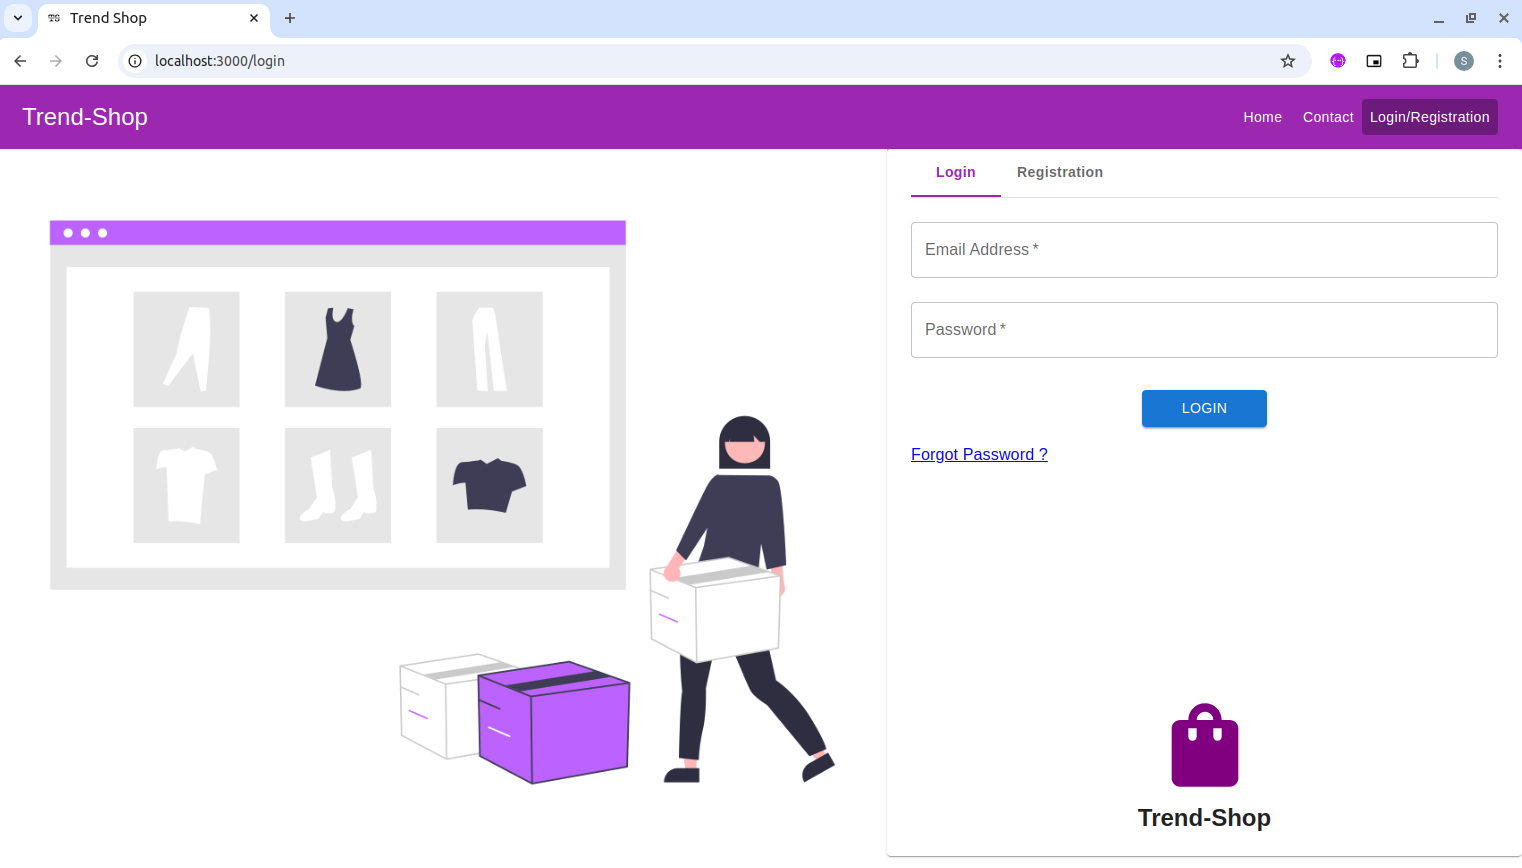 Trend Shop
localhost:3000/login
S
Trend-Shop
Home Contact Login/Registration
Login Registration
Email Address *
Password *
LOGIN
Forgot Password ?
Trend-Shop